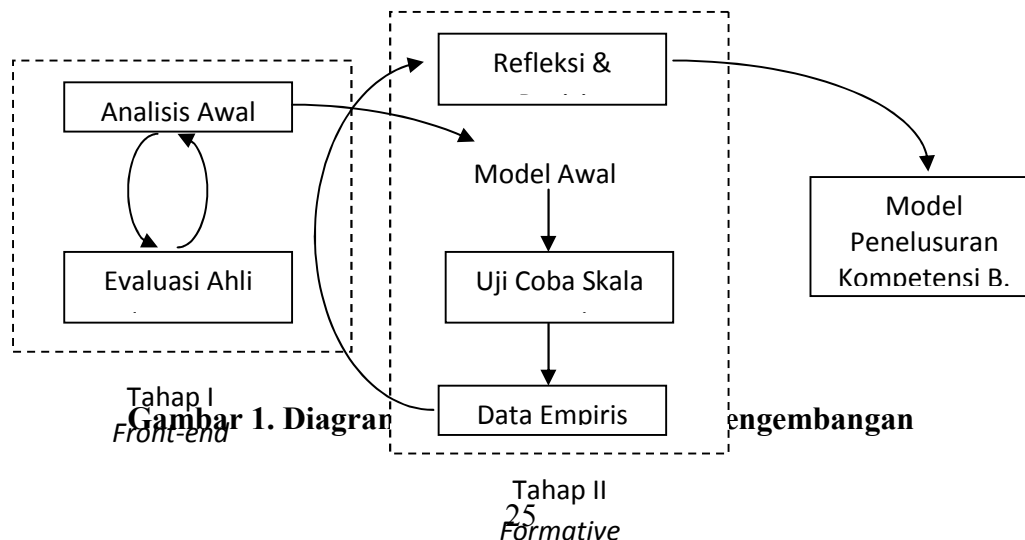 Refleksi &
Analisis Awal
Model Awal
Evaluasi Ahli
Uji Coba Skala
Data Empiris
Model
Penelusuran
Kompetensi B.
Tahap I
Front-end
Gambar 1. Diagram engembangan
Tahap II
Formative
25